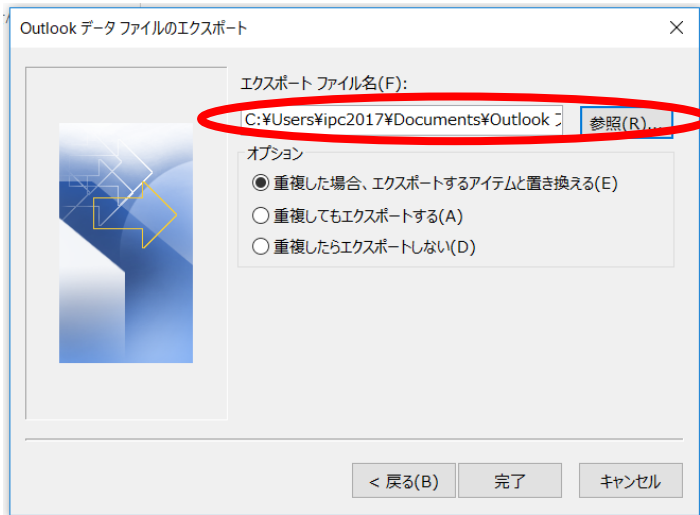 Outlook データ ファイルのエクスポート
エクスポート ファイル名(F):
C:¥Users¥ipc2017¥Documents¥Outlook フ
参照(R)...
オプション
重複した場合、エクスポートするアイテムと置き換える(E)
重複してもエクスポートする(A)
重複したらエクスポートしない(D)
< 戻る(B)
完了
キャンセル